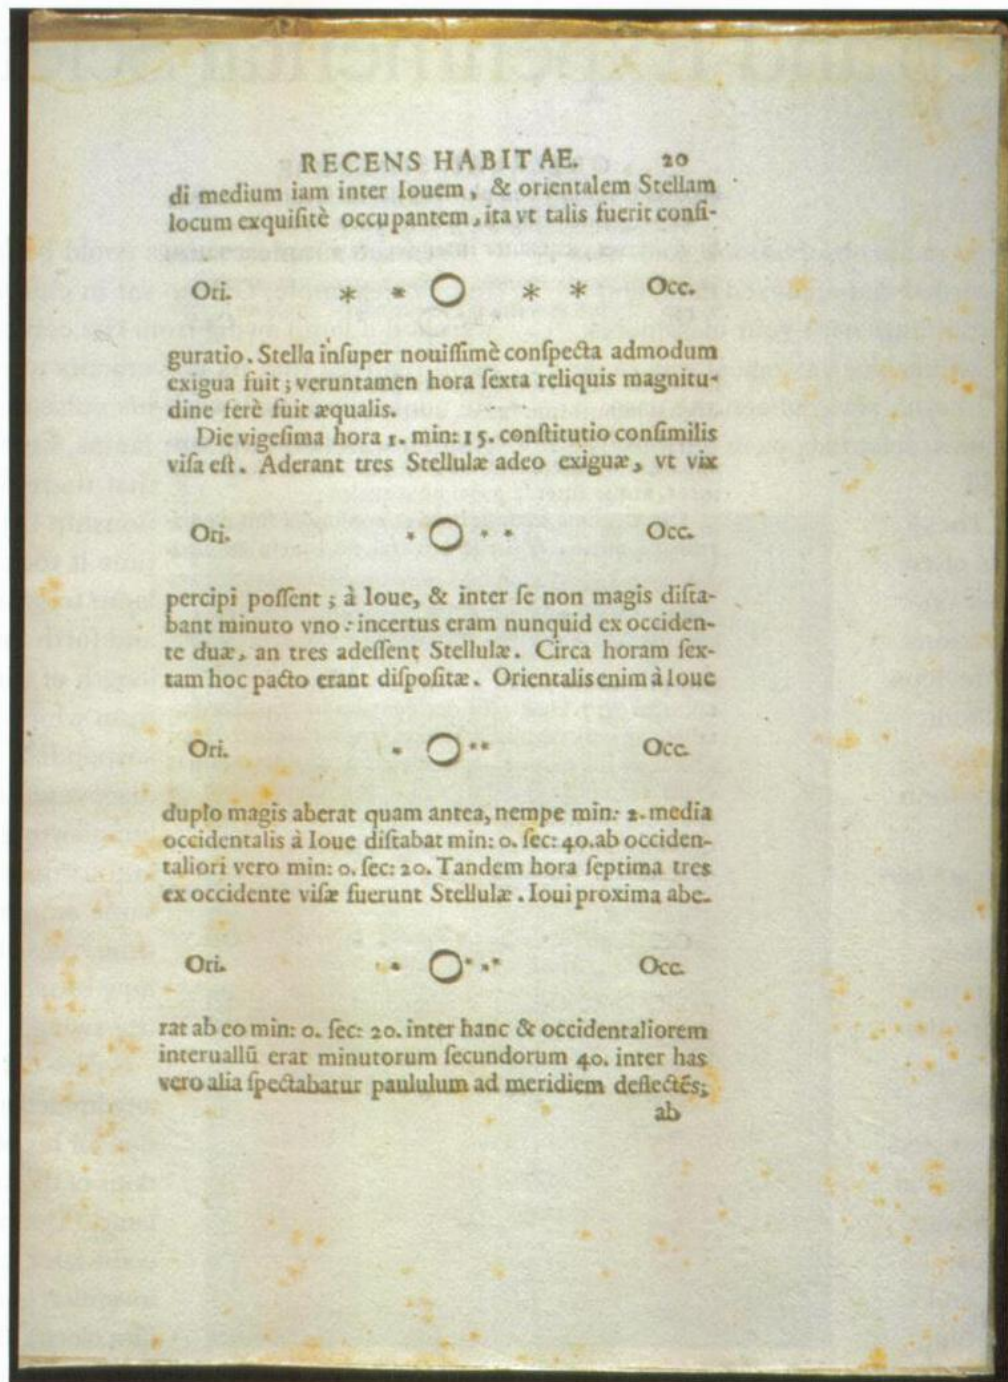 RECENS HABITAE. 20
di medium iam inter Iouem, & orientalem Stellam
locum exquiſitè occupantem, ita vt talis fuerit conſi-
Ori. * * O * * Occ.
guratio. Stella inſuper nouiſſimè conſpecta admodum
exigua fuit; veruntamen hora ſexta reliquis magnitu-
dine ferè fuit æqualis.
Die vigeſima hora 1. min: 15. conſtitutio conſimilis
viſa eſt. Aderant tres Stellulæ adeo exiguæ, vt vix
Ori. * O * * Occ.
percipi poſſent; à Ioue, & inter ſe non magis diſta-
bant minuto vno: incertus eram nunquid ex occiden-
te duæ, an tres adeſſent Stellulæ. Circa horam ſex-
tam hoc pacto erant diſpoſitæ. Orientalis enim à Ioue
Ori. * O ** Occ.
duplo magis aberat quam antea, nempe min: 2. media
occidentalis à Ioue diſtabat min: 0. ſec: 40. ab occiden-
taliori vero min: 0. ſec: 20. Tandem hora ſeptima tres
ex occidente viſæ fuerunt Stellulæ. Ioui proxima abe-
Ori. * O * ** Occ.
rat ab eo min: 0. ſec: 20. inter hanc & occidentaliorem
interuallū erat minutorum ſecundorum 40. inter has
vero alia ſpectabatur paululum ad meridiem deflectēs;
ab